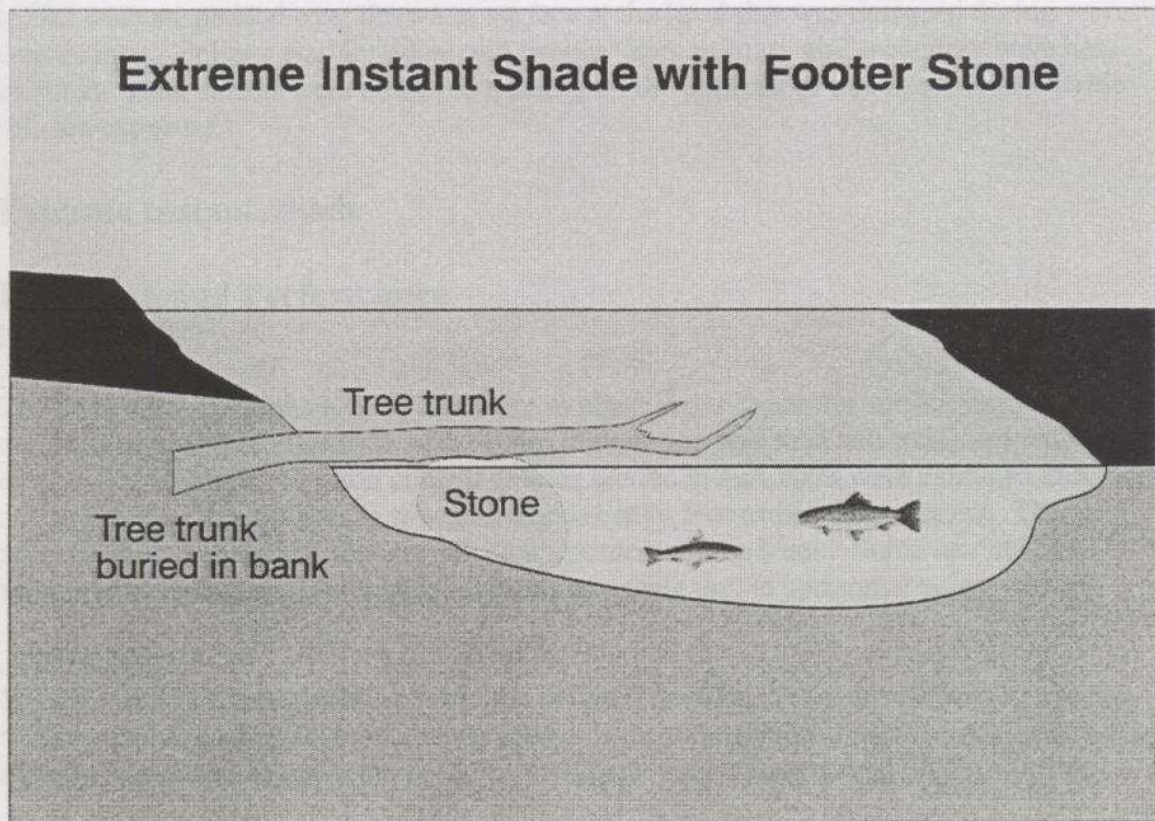 Extreme Instant Shade with Footer Stone
Tree trunk
Stone
Tree trunk
buried in bank